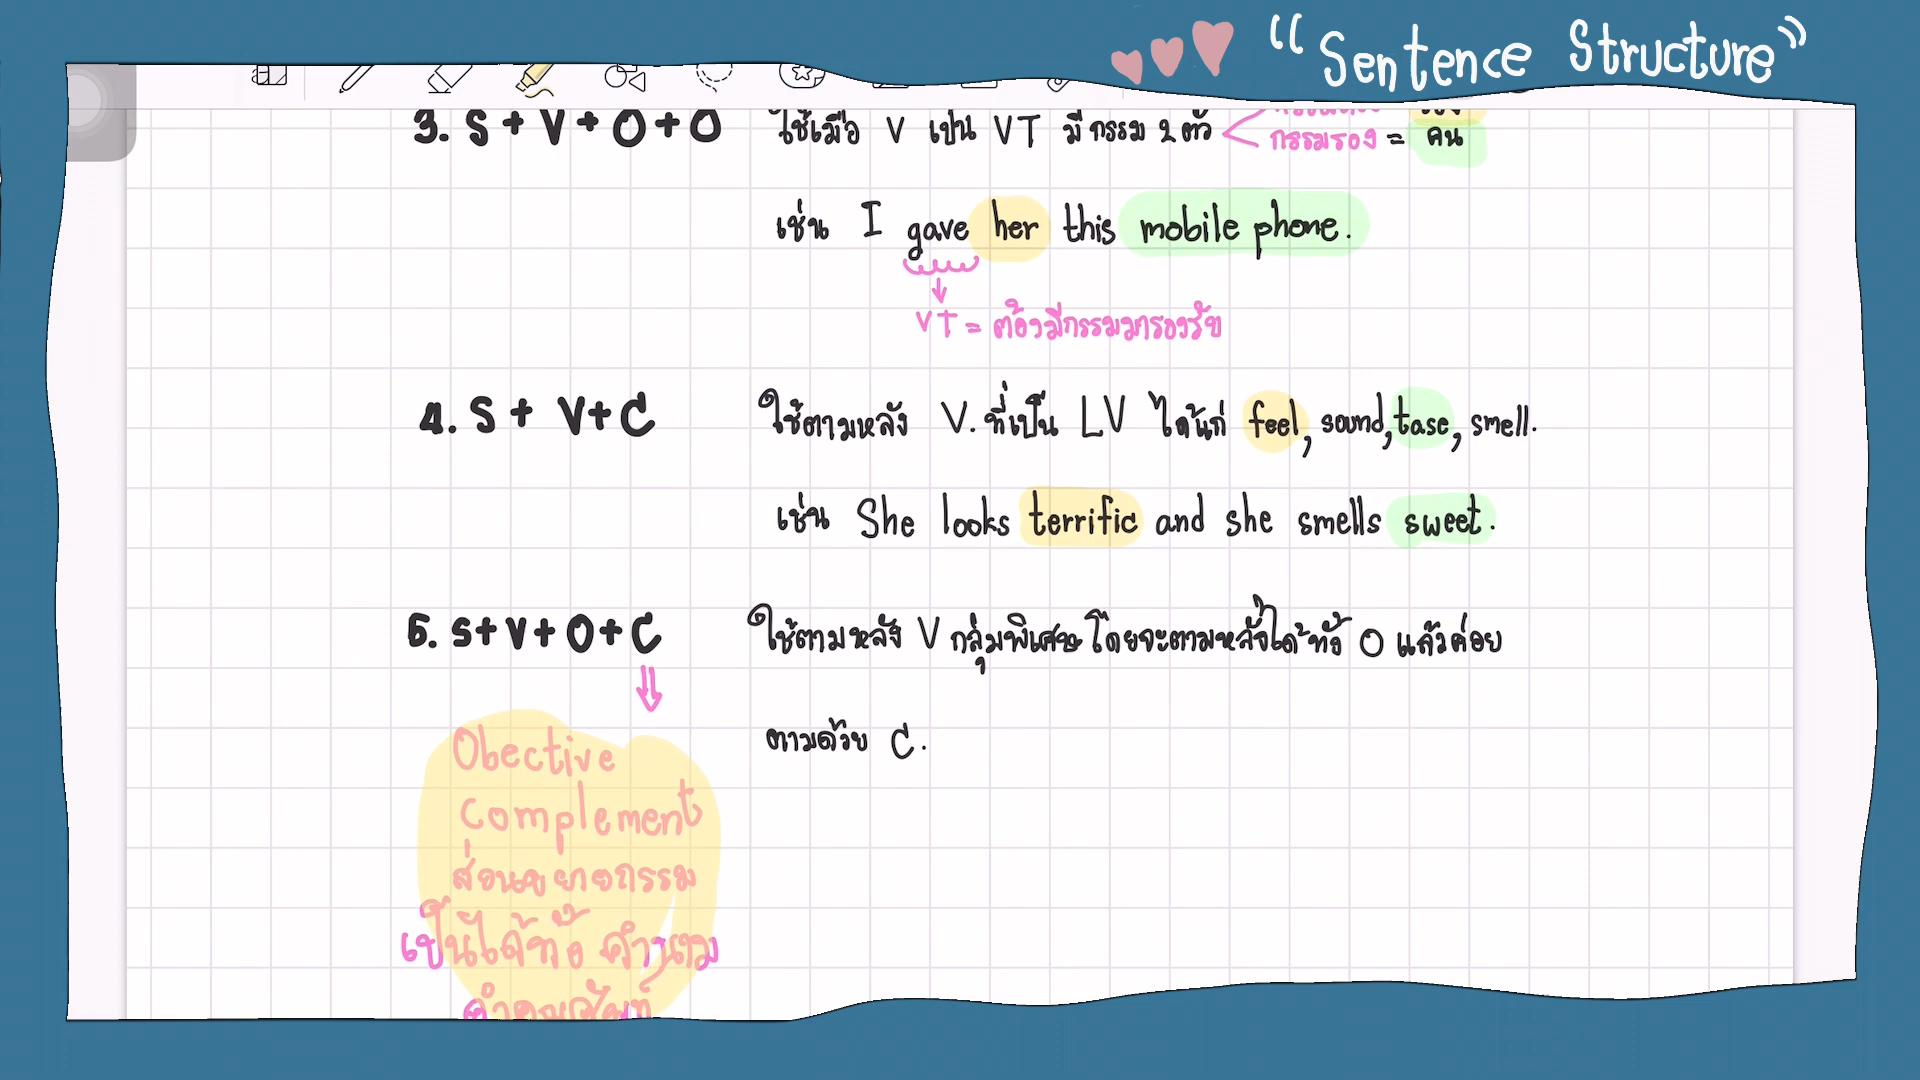 "Sentence Structure"
3. S + V + O + O ใช้เมื่อ V เป็น VT มีกรรม 2 ตัว
กรรมรอง = คน
เช่น I gave her this mobile phone.
VT = ต้องมีกรรมมารองรับ
4. S + V + C ใช้ตามหลัง V. ที่เป็น LV ได้แก่ feel, sound, tase, smell.
เช่น She looks terrific and she smells sweet.
5. S + V + O + C ใช้ตามหลัง V กลุ่มพิเศษ โดยจะตามหลังได้ทั้ง O แล้วค่อย
ตามด้วย C.
Obective
Complement
ส่วนขยายกรรม
เป็นได้ทั้ง คำนาม
คำคุณศัพท์